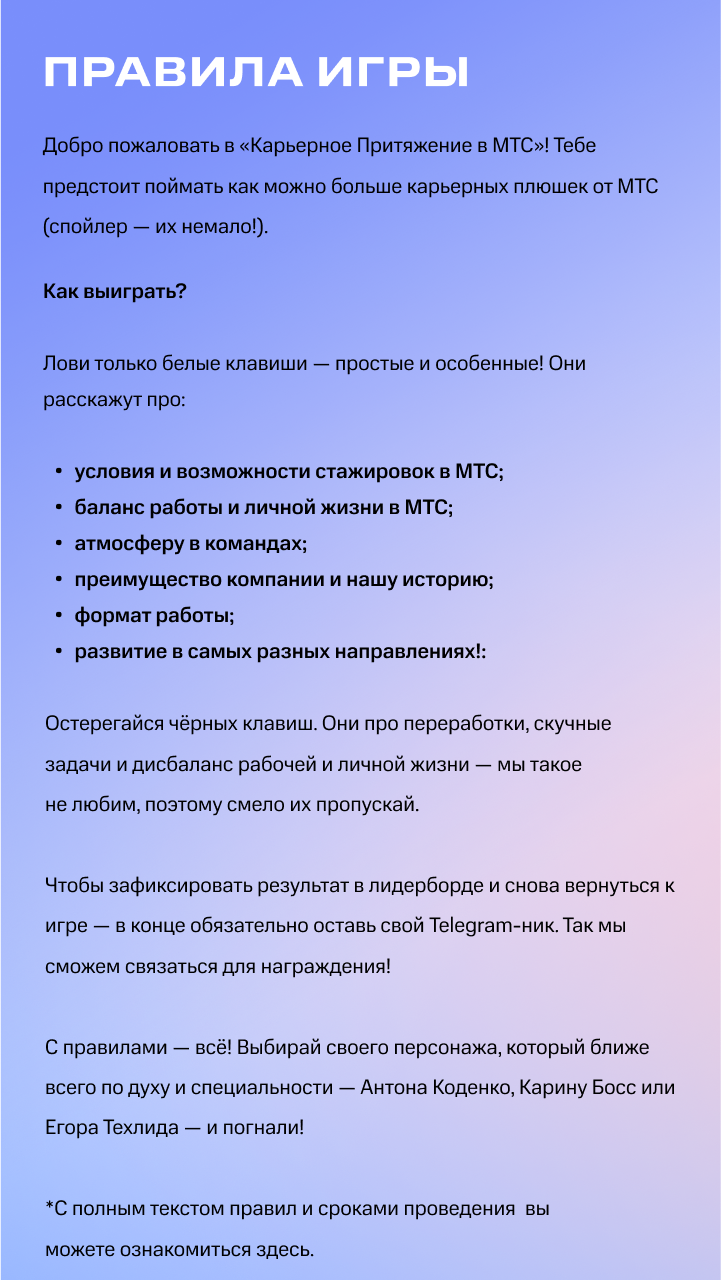 ПРАВИЛА ИГРЫ
Добро пожаловать в «Карьерное Притяжение в МТС»! Тебе
предстоит поймать как можно больше карьерных плюшек от МТС
(спойлер — их немало!).
Как выиграть?
Лови только белые клавиши — простые и особенные! Они
расскажут про:
• условия и возможности стажировок в МТС;
• баланс работы и личной жизни в МТС;
• атмосферу в командах;
• преимущество компании и нашу историю;
• формат работы;
• развитие в самых разных направлениях!:
Остерегайся чёрных клавиш. Они про переработки, скучные
задачи и дисбаланс рабочей и личной жизни — мы такое
не любим, поэтому смело их пропускай.
Чтобы зафиксировать результат в лидерборде и снова вернуться к
игре — в конце обязательно оставь свой Telegram-ник. Так мы
сможем связаться для награждения!
С правилами — всё! Выбирай своего персонажа, который ближе
всего по духу и специальности — Антона Коденко, Карину Босс или
Егора Техлида — и погнали!
*С полным текстом правил и сроками проведения  вы
можете ознакомиться здесь.